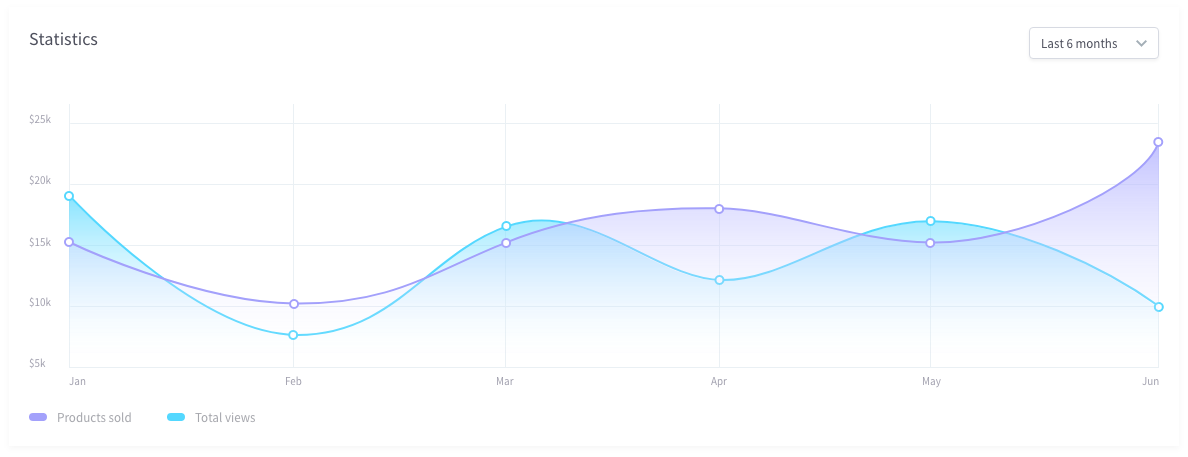 Statistics
Last 6 months
$25k
$20k
$15k
$10k
$5k
Jan Feb Mar Apr May Jun
Products sold Total views